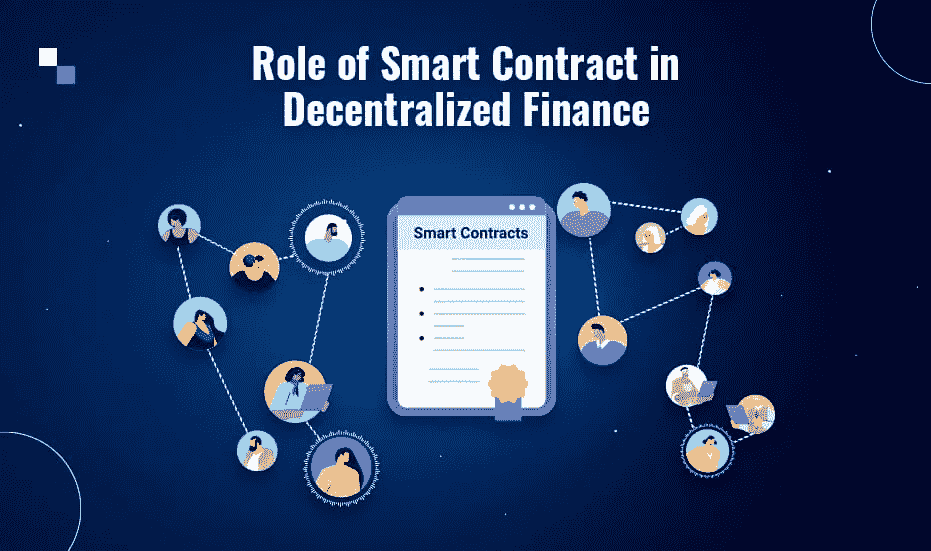 Role of Smart Contract in
Decentralized Finance
Smart Contracts